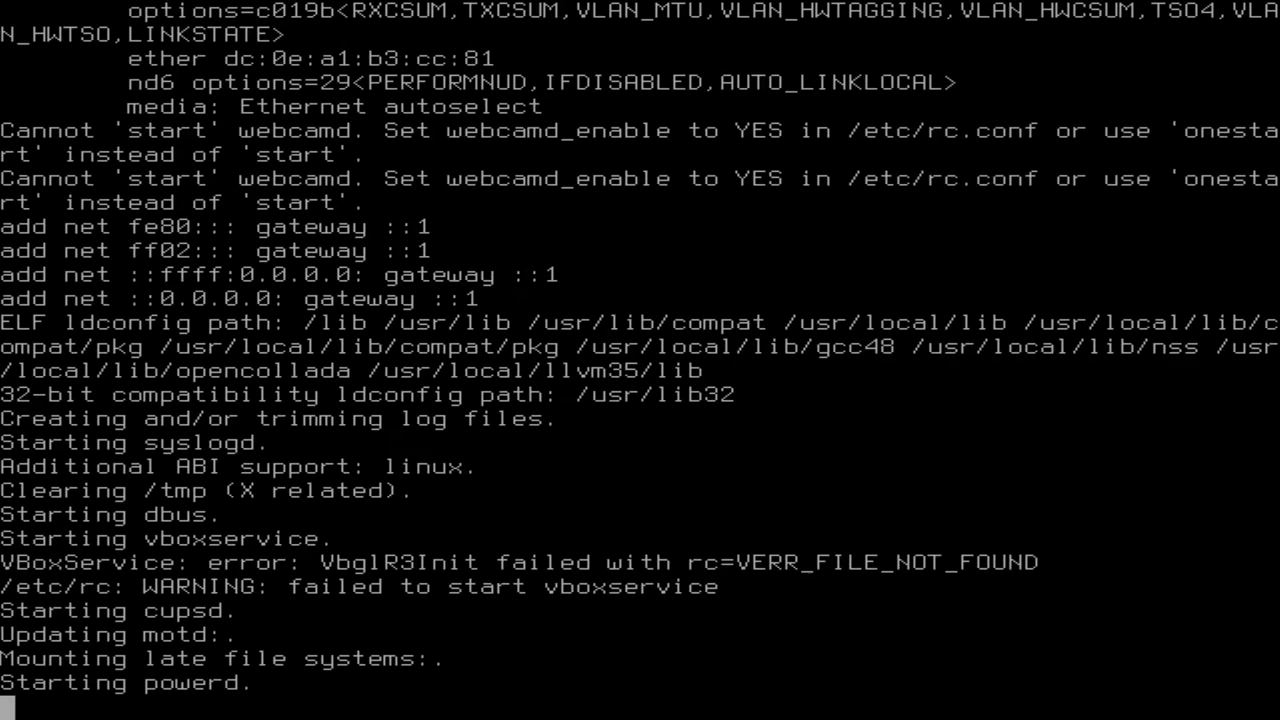 options=c019b<RXCSUM,TXCSUM,VLAN_MTU,VLAN_HWTAGGING,VLAN_HWCSUM,TSO4,VLA
N_HWTSO,LINKSTATE>
ether dc:0e:a1:b3:cc:81
nd6 options=29<PERFORMNUD,IFDISABLED,AUTO_LINKLOCAL>
media: Ethernet autoselect
Cannot 'start' webcamd. Set webcamd_enable to YES in /etc/rc.conf or use 'onesta
rt' instead of 'start'.
Cannot 'start' webcamd. Set webcamd_enable to YES in /etc/rc.conf or use 'onesta
rt' instead of 'start'.
add net fe80::: gateway ::1
add net ff02::: gateway ::1
add net ::ffff:0.0.0.0: gateway ::1
add net ::0.0.0.0: gateway ::1
ELF ldconfig path: /lib /usr/lib /usr/lib/compat /usr/local/lib /usr/local/lib/c
ompat/pkg /usr/local/lib/compat/pkg /usr/local/lib/gcc48 /usr/local/lib/nss /usr
/local/lib/opencollada /usr/local/llvm35/lib
32-bit compatibility ldconfig path: /usr/lib32
Creating and/or trimming log files.
Starting syslogd.
Additional ABI support: linux.
Clearing /tmp (X related).
Starting dbus.
Starting vboxservice.
VBoxService: error: VbglR3Init failed with rc=VERR_FILE_NOT_FOUND
/etc/rc: WARNING: failed to start vboxservice
Starting cupsd.
Updating motd:.
Mounting late file systems:.
Starting powerd.